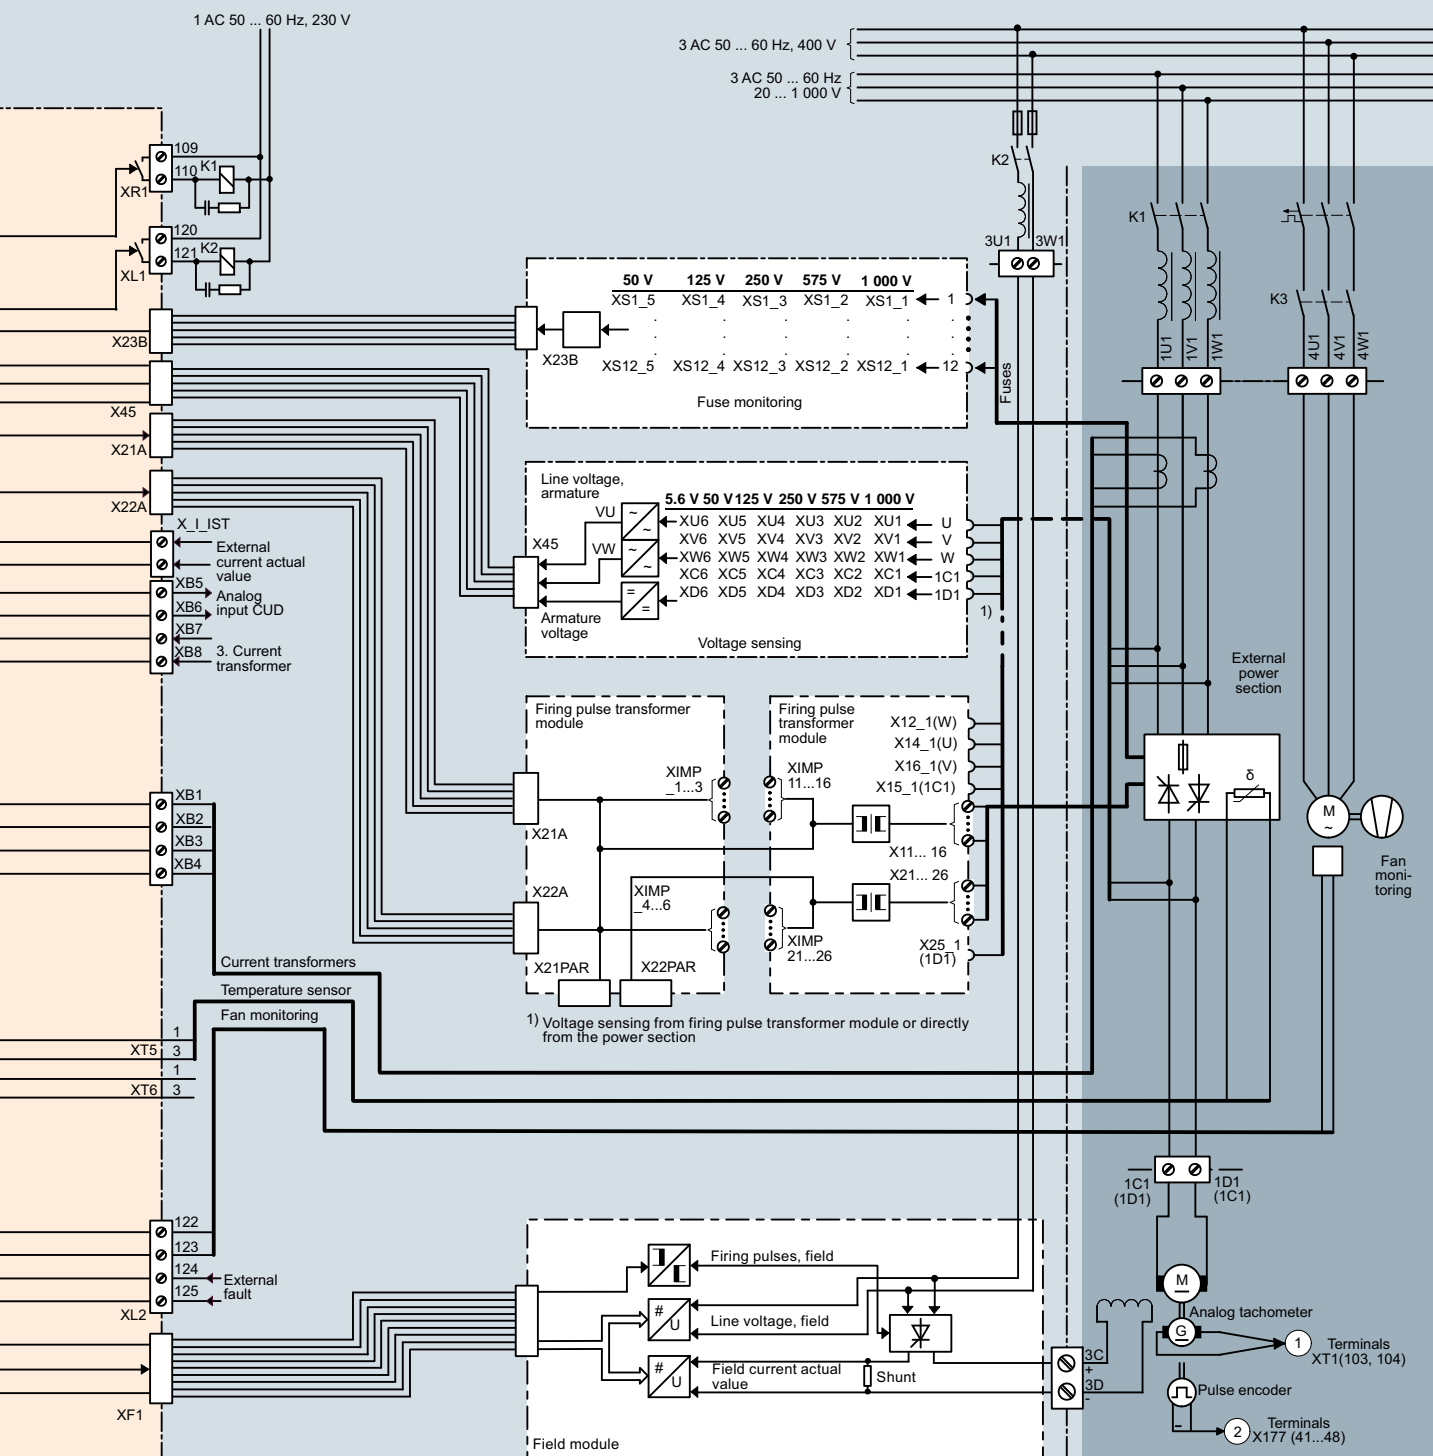 1 AC 50 ... 60 Hz, 230 V
3 AC 50 ... 60 Hz, 400 V
3 AC 50 ... 60 Hz
20 ... 1 000 V
109
110
K1
XR1
120
121
K2
XL1
X23B
X45
X21A
X22A
X_I_IST
External
current actual
value
XB5
Analog
XB6
input CUD
XB7
XB8
3. Current
transformer
XB1
XB2
XB3
XB4
Current transformers
Temperature sensor
Fan monitoring
1
XT5
3
1
XT6
3
122
123
124
125
External
fault
XL2
XF1
K2
3U1
3W1
50 V 125 V 250 V 575 V 1 000 V
XS1_5 XS1_4 XS1_3 XS1_2 XS1_1 1
. . . . . .
. . . . . .
. . . . . .
XS12_5 XS12_4 XS12_3 XS12_2 XS12_1 12
X23B
Fuse monitoring
Fuses
Line voltage,
armature
5.6 V 50 V 125 V 250 V 575 V 1 000 V
VU
~
~
XU6 XU5 XU4 XU3 XU2 XU1 U
XV6 XV5 XV4 XV3 XV2 XV1 V
VW
~
~
XW6 XW5 XW4 XW3 XW2 XW1 W
XC6 XC5 XC4 XC3 XC2 XC1 1C1
XD6 XD5 XD4 XD3 XD2 XD1 1D1
X45
=
=
Armature
voltage
1)
Voltage sensing
Firing pulse transformer
module
XIMP
_1...3
X21A
X22A
XIMP
_4...6
X21PAR
X22PAR
Firing pulse
transformer
module
X12_1(W)
X14_1(U)
X16_1(V)
X15_1(1C1)
XIMP
11...16
X11... 16
X21... 26
XIMP
21...26
X25_1
(1D1)
1) Voltage sensing from firing pulse transformer module or directly
from the power section
K1
K3
1U1
1V1
1W1
4U1
4V1
4W1
External
power
section
δ
M
~
Fan
moni-
toring
1C1
(1D1)
1D1
(1C1)
M
Analog tachometer
G
1
Terminals
XT1(103, 104)
Pulse encoder
2
Terminals
X177 (41...48)
Firing pulses, field
#
U
Line voltage, field
#
U
Field current actual
value
Shunt
3C
+
3D
-
Field module